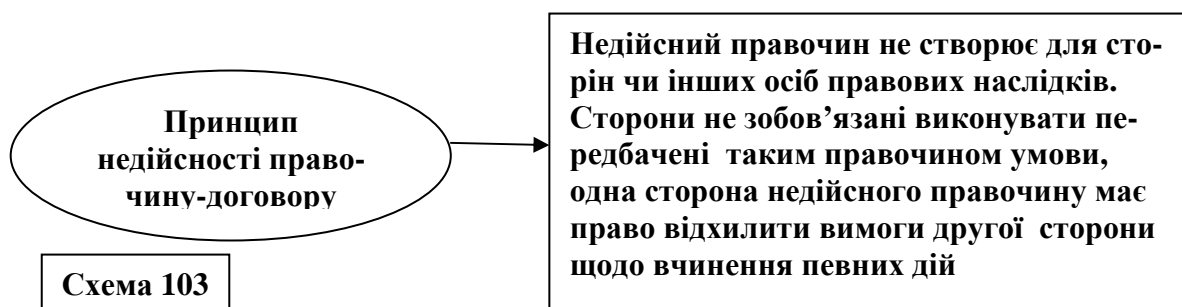 Принцип
недійсності право-
чину-договору
Недійсний правочин не створює для сто-
рін чи інших осіб правових наслідків.
Сторони не зобов’язані виконувати пе-
редбачені таким правочином умови,
одна сторона недійсного правочину має
право відхилити вимоги другої сторони
щодо вчинення певних дій
Схема 103